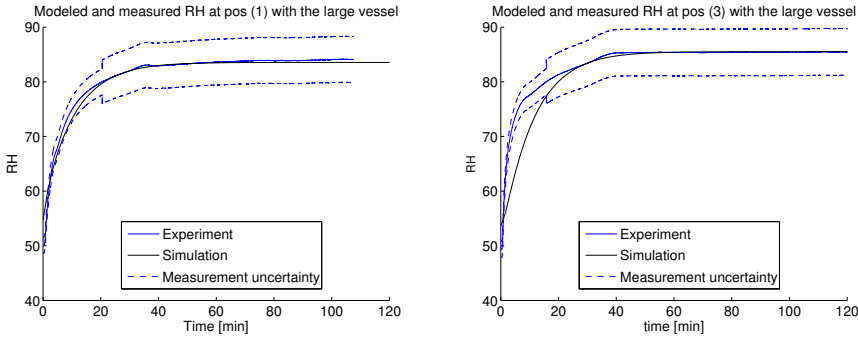 Modeled and measured RH at pos (1) with the large vessel
100
90
80
70
60
50
40
RH
0
20
40
60
80
100
120
Time [min]
Experiment
Simulation
Measurement uncertainty
Modeled and measured RH at pos (3) with the large vessel
100
90
80
70
60
50
40
RH
0
20
40
60
80
100
120
time [min]
Experiment
Simulation
Measurement uncertainty